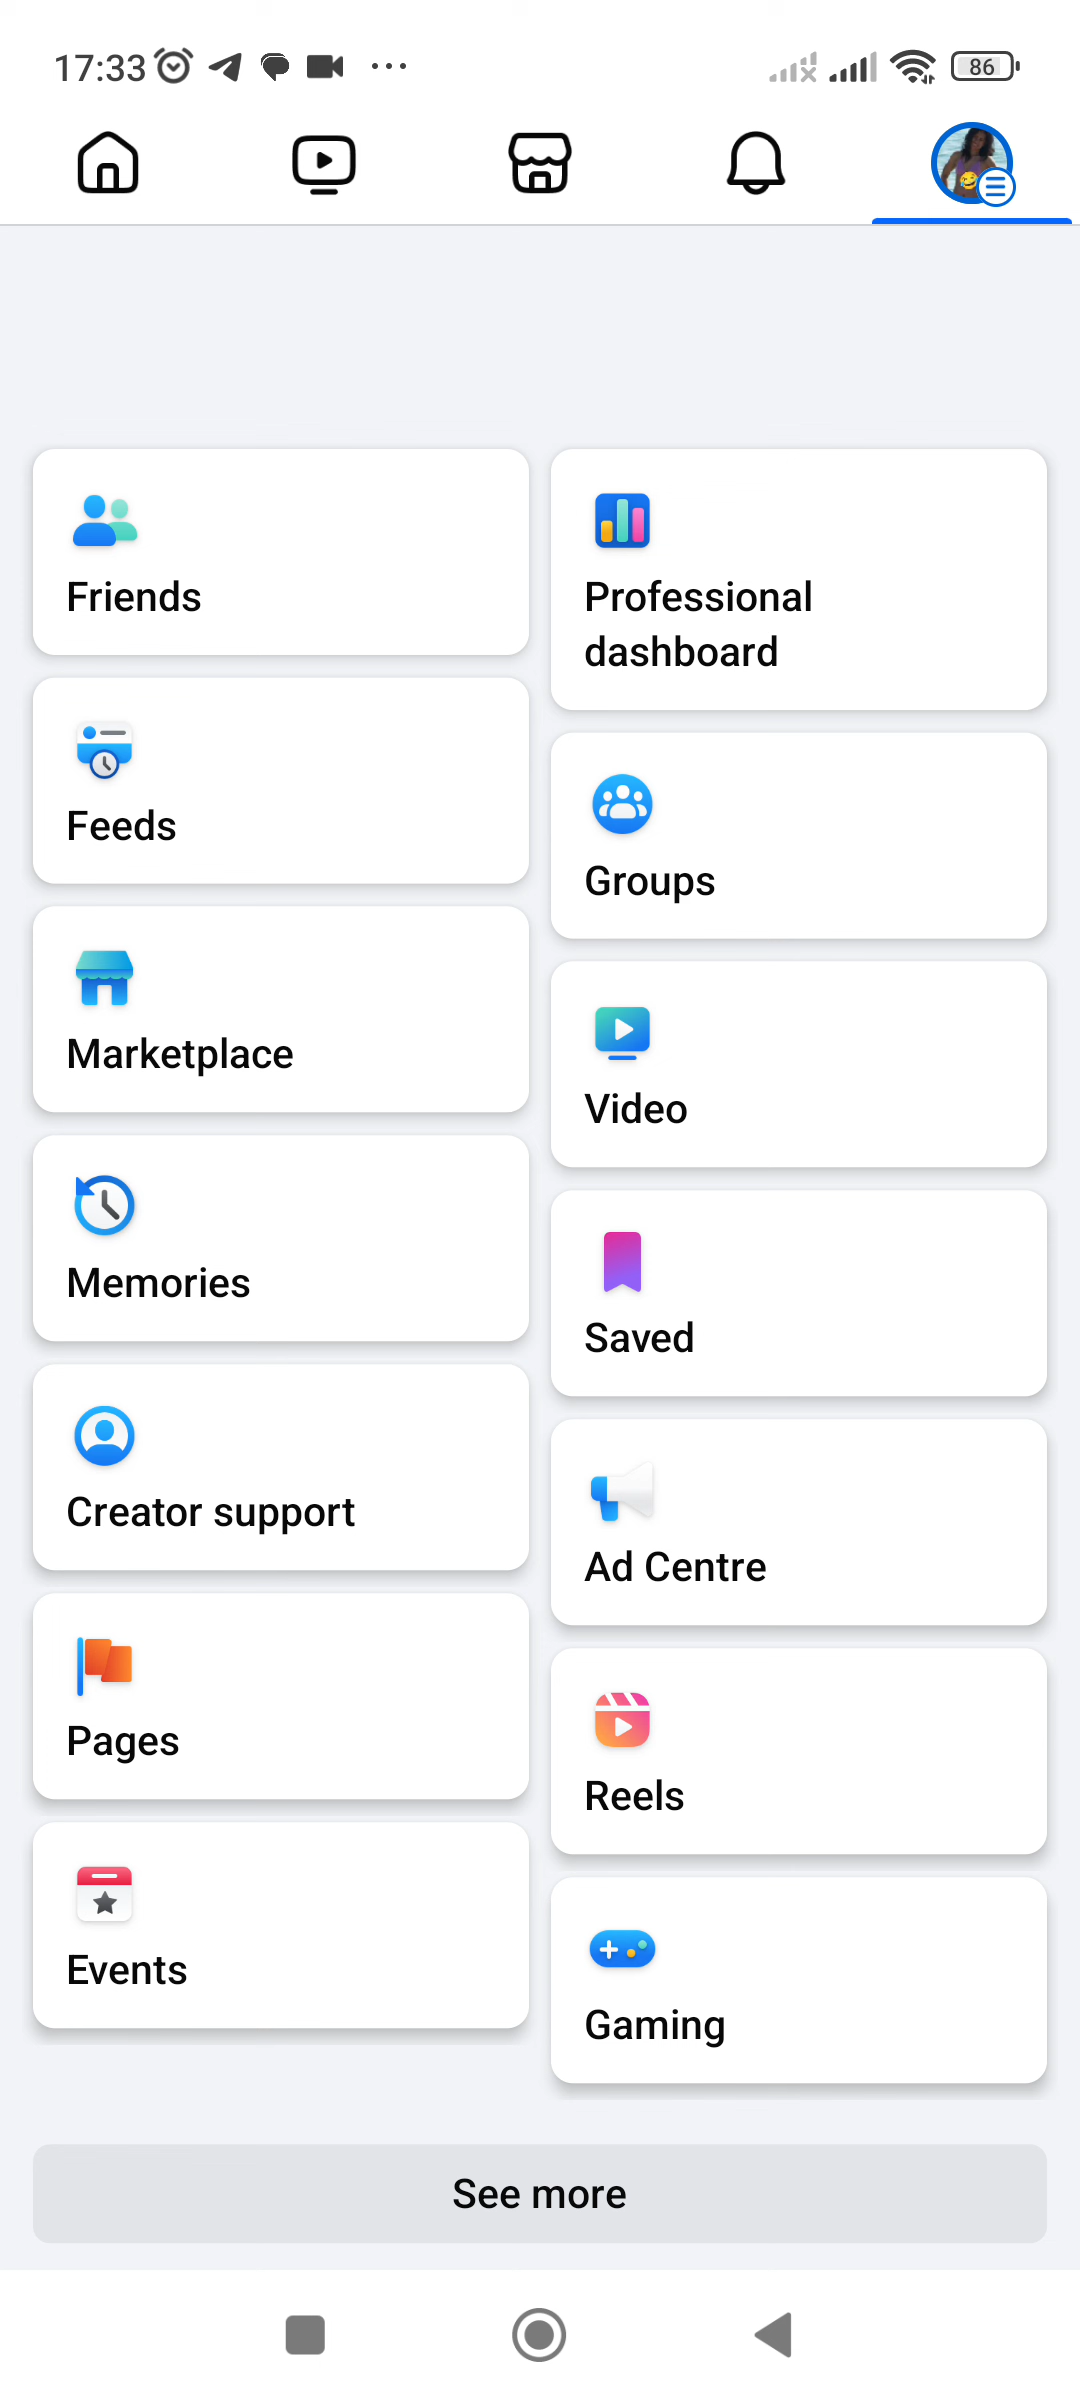 17:33
86
Friends
Professional
dashboard
Feeds
Groups
Marketplace
Video
Memories
Saved
Creator support
Ad Centre
Pages
Reels
Events
Gaming
See more